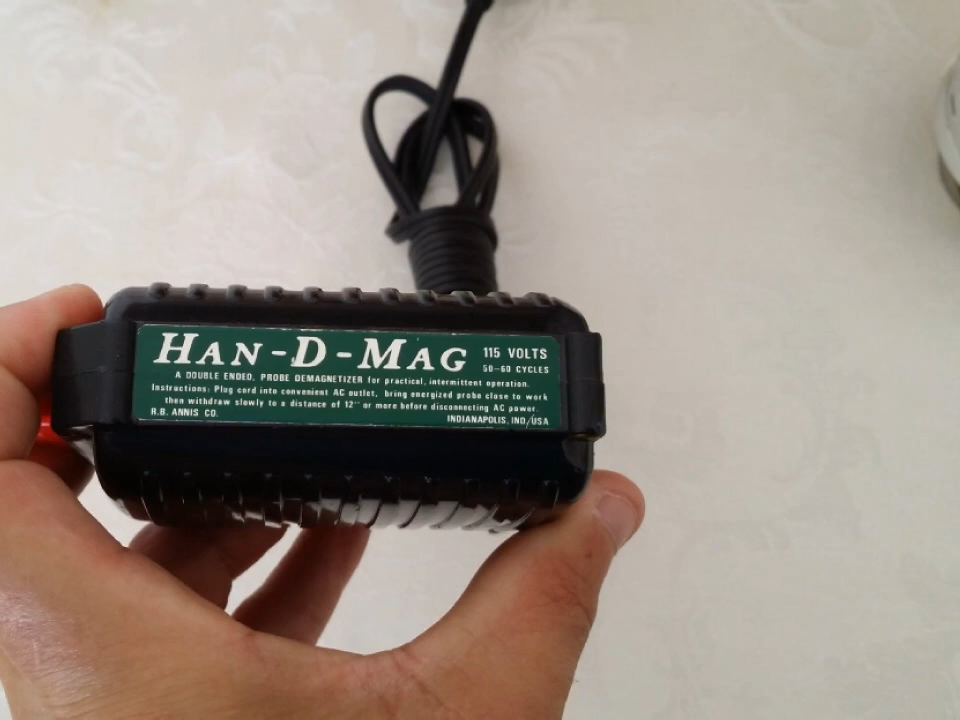 HAN-D-MAG 115 VOLTS
50-60 CYCLES
A DOUBLE ENDED, PROBE DEMAGNETIZER for practical, intermittent operation.
Instructions: Plug cord into convenient AC outlet, bring energized probe close to work
then withdraw slowly to a distance of 12'' or more before disconnecting AC power.
R.B. ANNIS CO. INDIANAPOLIS, IND/USA